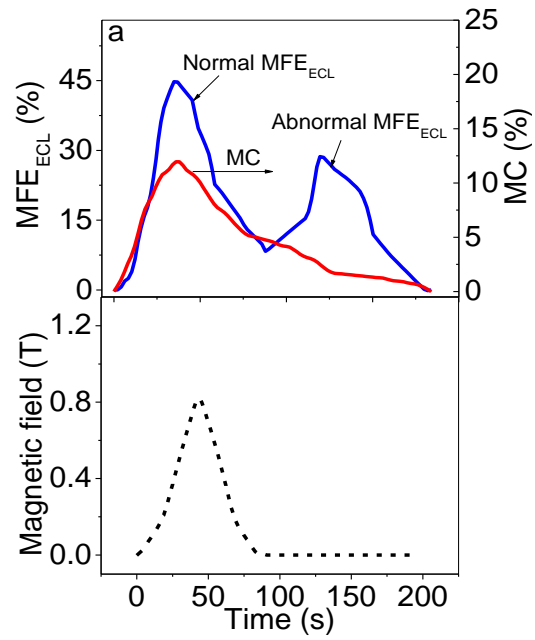 a
Normal MFE_ECL
Abnormal MFE_ECL
MC
MFE_ECL (%)
45
30
15
0
MC (%)
25
20
15
10
5
0
Magnetic field (T)
1.2
0.8
0.4
0.0
0 50 100 150 200
Time (s)